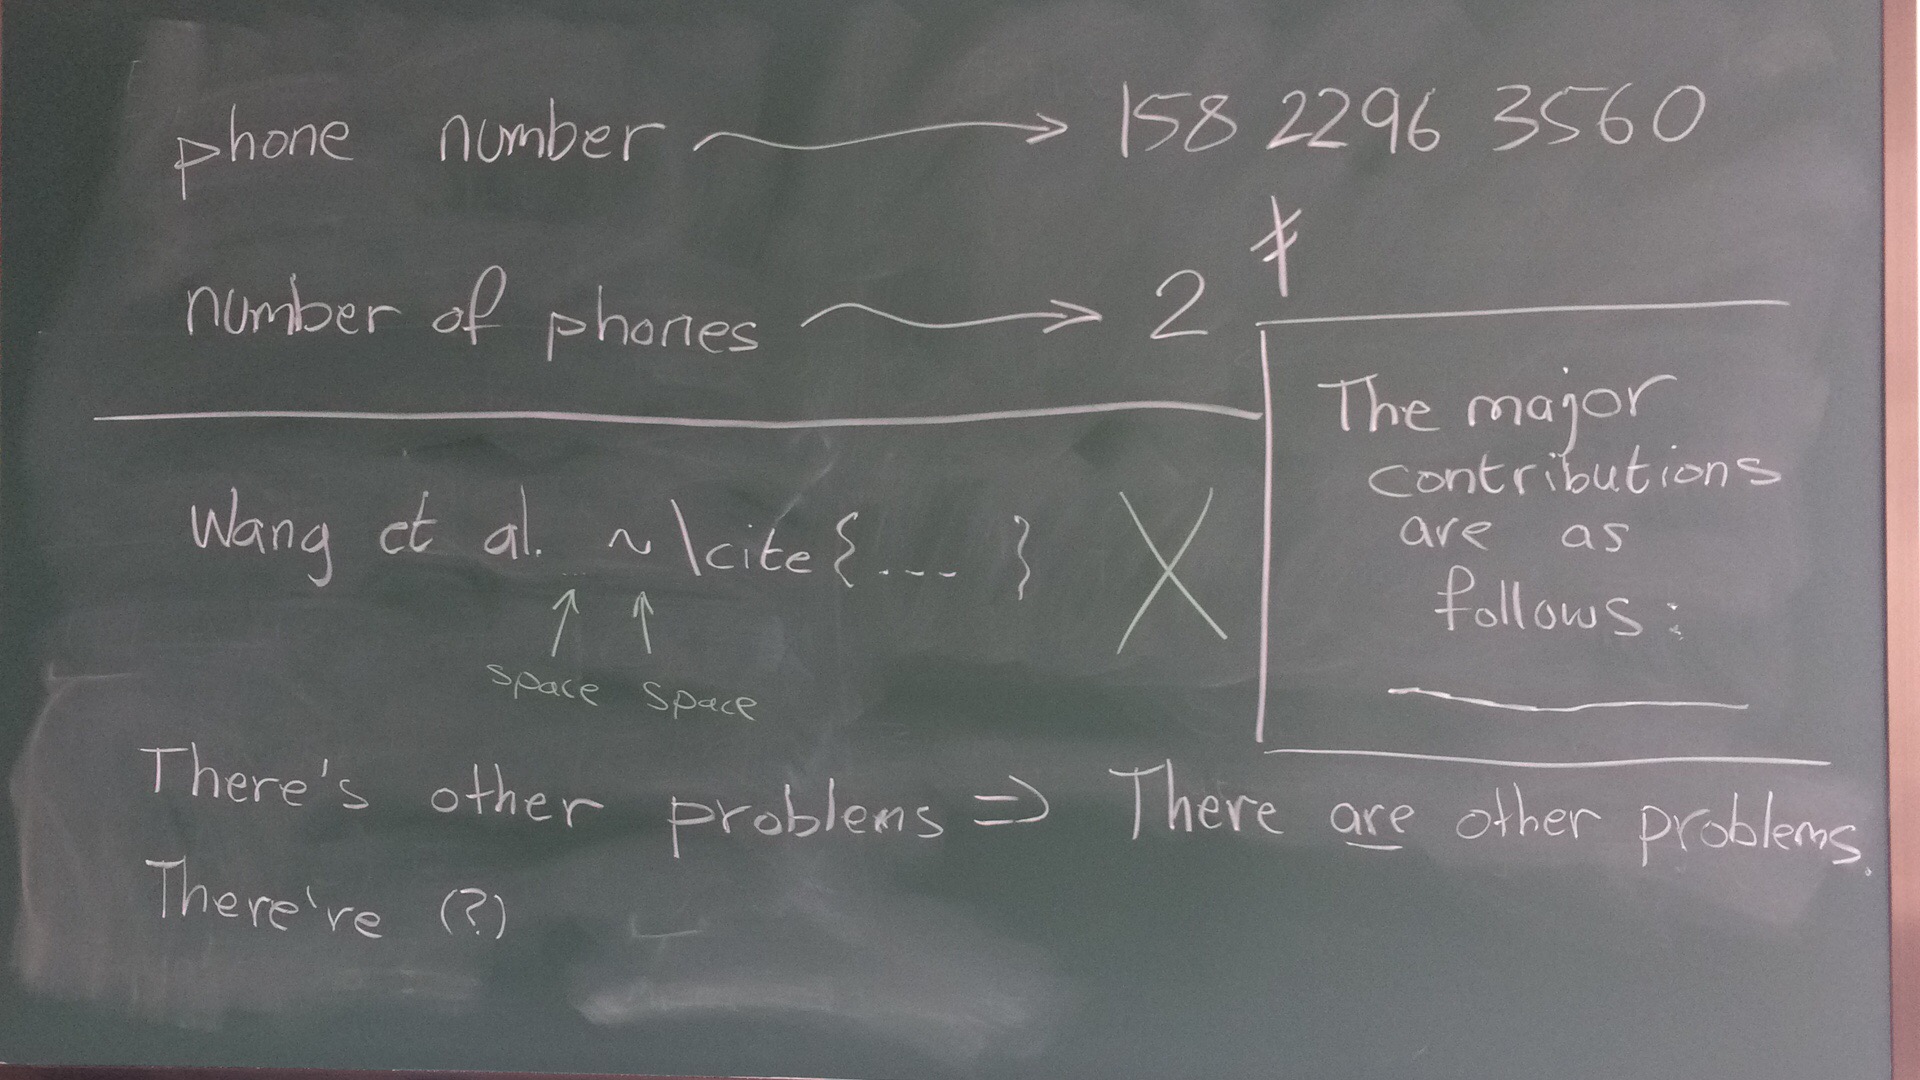 phone number → 158 2296 3560
≠
number of phones → 2
The major
contributions
are as
follows:
Wang et al. ~\cite{... } X
↑ ↑
space space
There's other problems ⇒ There are other problems.
There're (?)